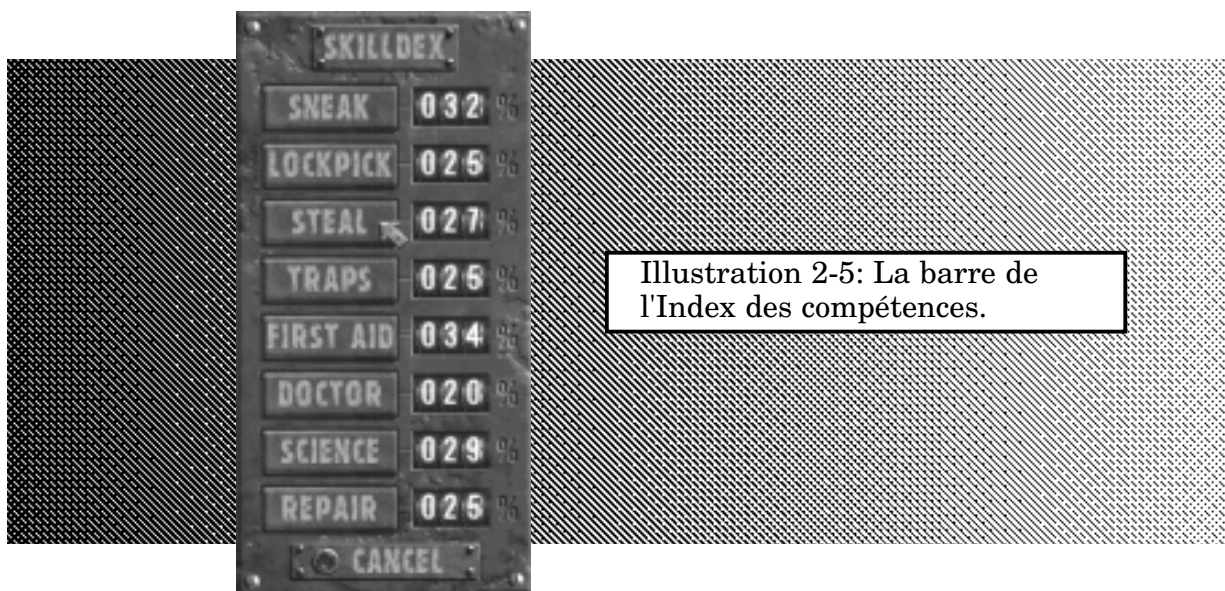 SKILLDEX
SNEAK 032 %
LOCKPICK 025 %
STEAL 027 %
TRAPS 025 %
FIRST AID 034 %
DOCTOR 020 %
SCIENCE 029 %
REPAIR 025 %
CANCEL
Illustration 2-5: La barre de
l'Index des compétences.